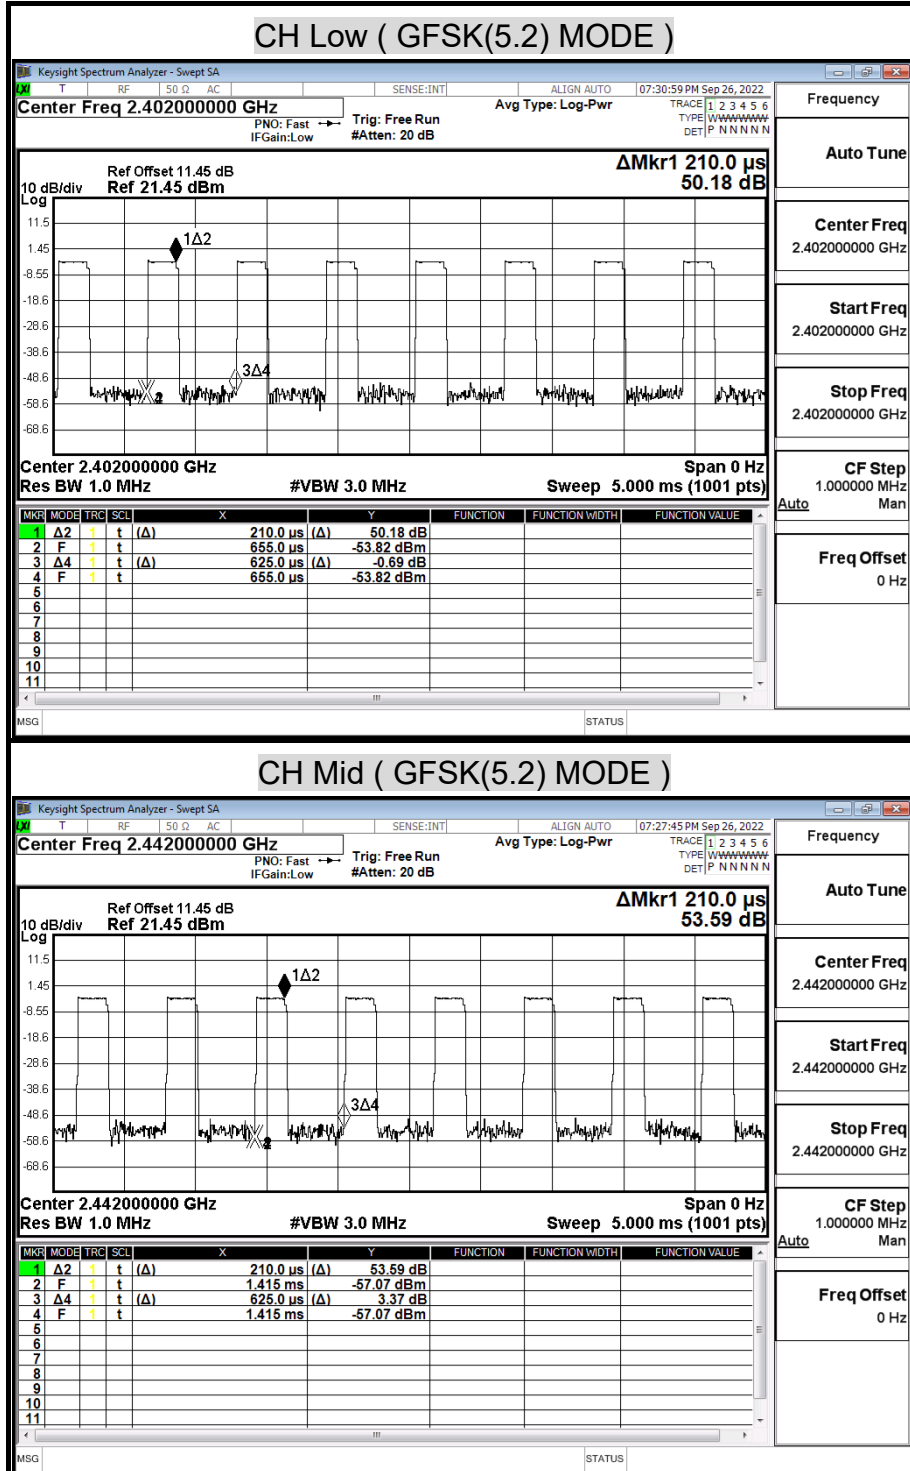 CH Low ( GFSK(5.2) MODE )
Keysight Spectrum Analyzer - Swept SA
LXI T RF 50 Ω AC SENSE:INT ALIGN AUTO 07:30:59 PM Sep 26, 2022
Center Freq 2.402000000 GHz Avg Type: Log-Pwr TRACE 1 2 3 4 5 6
PNO: Fast Trig: Free Run TYPE WWWWWW
IFGain:Low #Atten: 20 dB DET P N N N N N
Frequency
Auto Tune
Center Freq
2.402000000 GHz
Start Freq
2.402000000 GHz
Stop Freq
2.402000000 GHz
CF Step
1.000000 MHz
Auto Man
Freq Offset
0 Hz
ΔMkr1 210.0 µs
50.18 dB
Ref Offset 11.45 dB
10 dB/div Ref 21.45 dBm
Log
11.5
1.45
-8.55
-18.6
-28.6
-38.6
-48.6
-58.6
-68.6
1Δ2
3Δ4
Center 2.402000000 GHz Span 0 Hz
Res BW 1.0 MHz #VBW 3.0 MHz Sweep 5.000 ms (1001 pts)
MKR MODE TRC SCL X Y FUNCTION FUNCTION WIDTH FUNCTION VALUE
1 Δ2 1 t (Δ) 210.0 µs (Δ) 50.18 dB
2 F 1 t 655.0 µs -53.82 dBm
3 Δ4 1 t (Δ) 625.0 µs (Δ) -0.69 dB
4 F 1 t 655.0 µs -53.82 dBm
5
6
7
8
9
10
11
MSG STATUS
CH Mid ( GFSK(5.2) MODE )
Keysight Spectrum Analyzer - Swept SA
LXI T RF 50 Ω AC SENSE:INT ALIGN AUTO 07:27:45 PM Sep 26, 2022
Center Freq 2.442000000 GHz Avg Type: Log-Pwr TRACE 1 2 3 4 5 6
PNO: Fast Trig: Free Run TYPE WWWWWW
IFGain:Low #Atten: 20 dB DET P N N N N N
Frequency
Auto Tune
Center Freq
2.442000000 GHz
Start Freq
2.442000000 GHz
Stop Freq
2.442000000 GHz
CF Step
1.000000 MHz
Auto Man
Freq Offset
0 Hz
ΔMkr1 210.0 µs
53.59 dB
Ref Offset 11.45 dB
10 dB/div Ref 21.45 dBm
Log
11.5
1.45
-8.55
-18.6
-28.6
-38.6
-48.6
-58.6
-68.6
1Δ2
3Δ4
Center 2.442000000 GHz Span 0 Hz
Res BW 1.0 MHz #VBW 3.0 MHz Sweep 5.000 ms (1001 pts)
MKR MODE TRC SCL X Y FUNCTION FUNCTION WIDTH FUNCTION VALUE
1 Δ2 1 t (Δ) 210.0 µs (Δ) 53.59 dB
2 F 1 t 1.415 ms -57.07 dBm
3 Δ4 1 t (Δ) 625.0 µs (Δ) 3.37 dB
4 F 1 t 1.415 ms -57.07 dBm
5
6
7
8
9
10
11
MSG STATUS